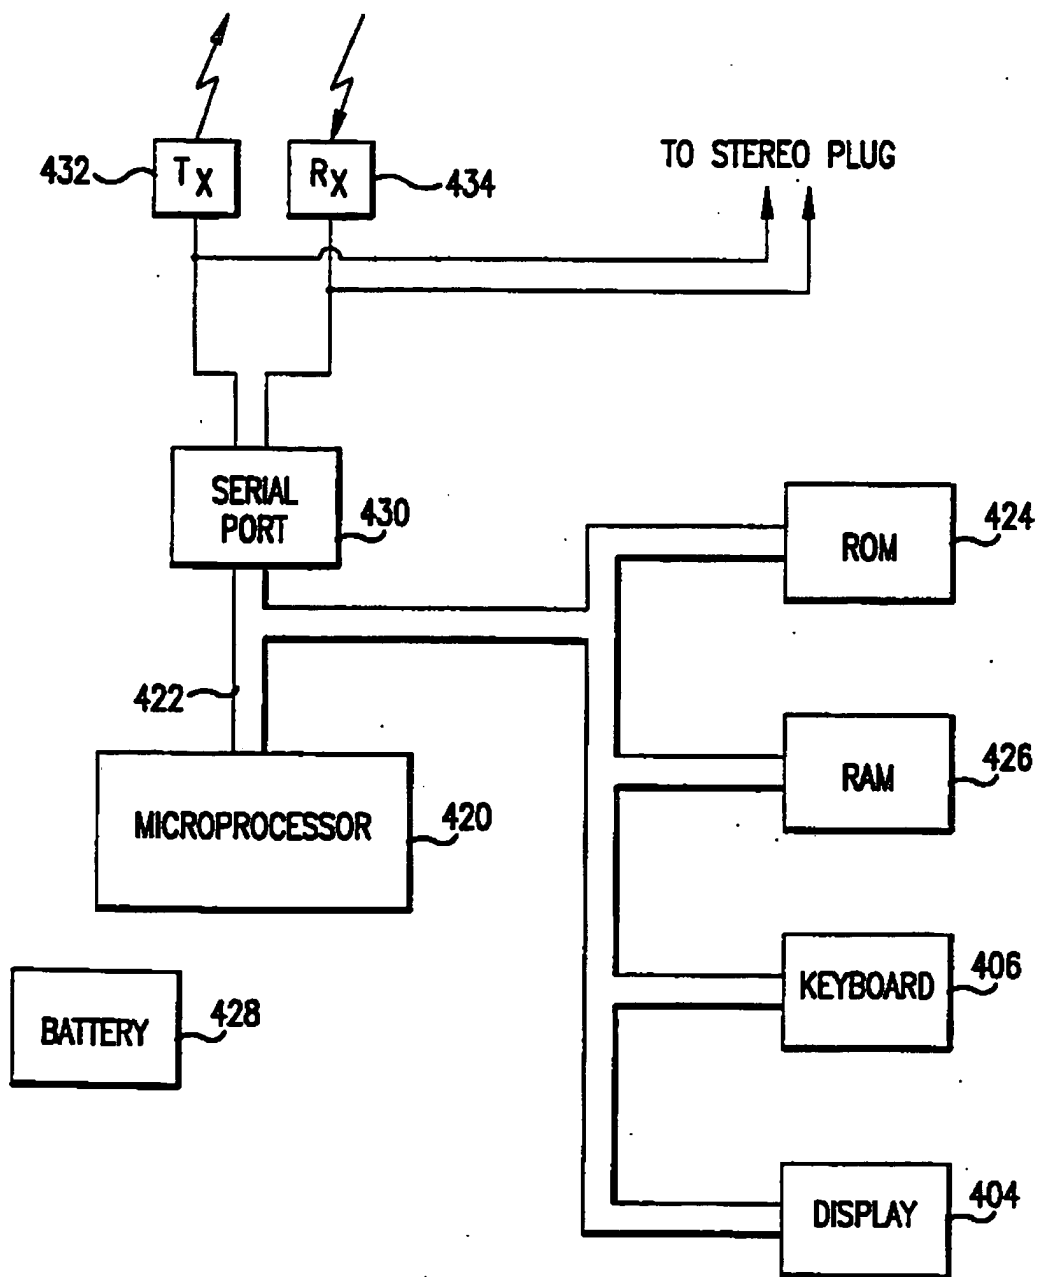 432
TX
RX
434
TO STEREO PLUG
SERIAL
PORT
430
ROM
424
422
RAM
426
MICROPROCESSOR
420
KEYBOARD
406
BATTERY
428
DISPLAY
404